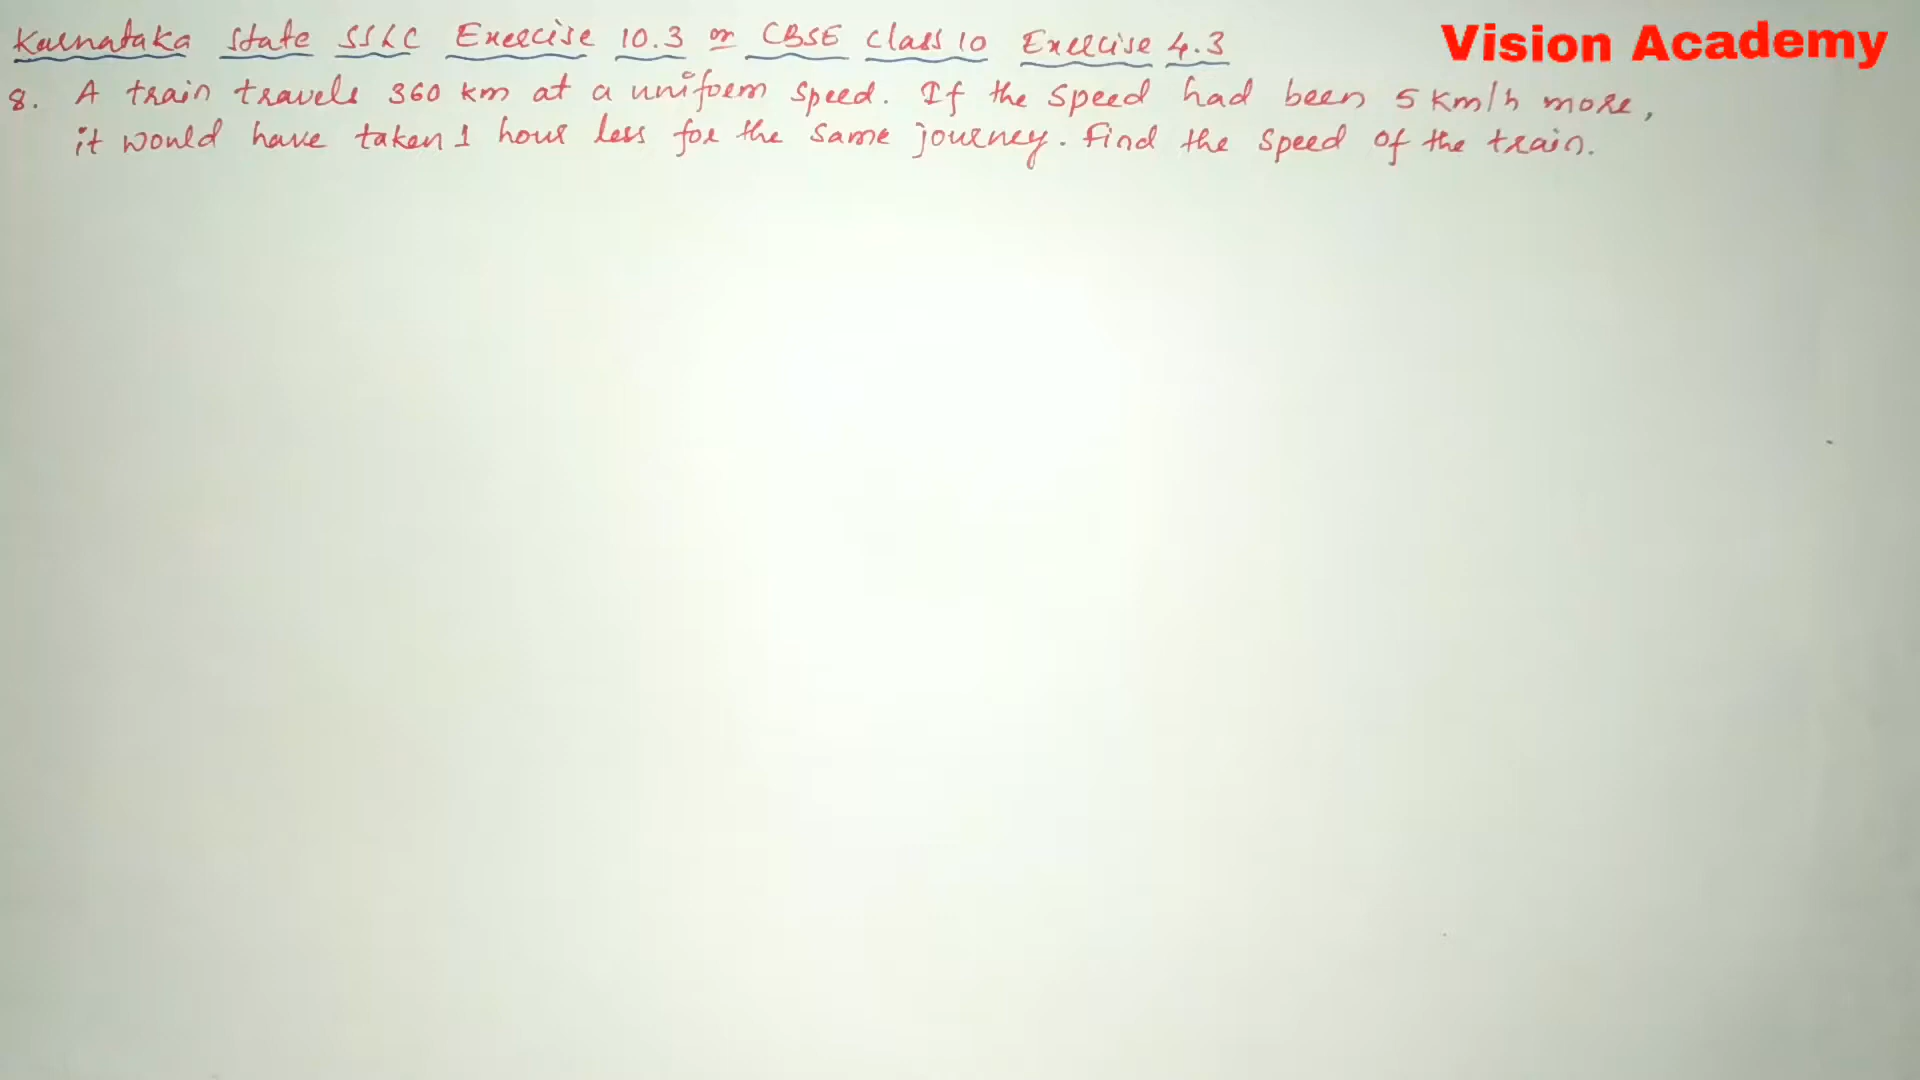 Karnataka State SSLC Exercise 10.3 or CBSE Class 10 Exercise 4.3
Vision Academy
8. A train travels 360 km at a uniform speed. If the speed had been 5 km/h more,
it would have taken 1 hour less for the same journey. Find the speed of the train.